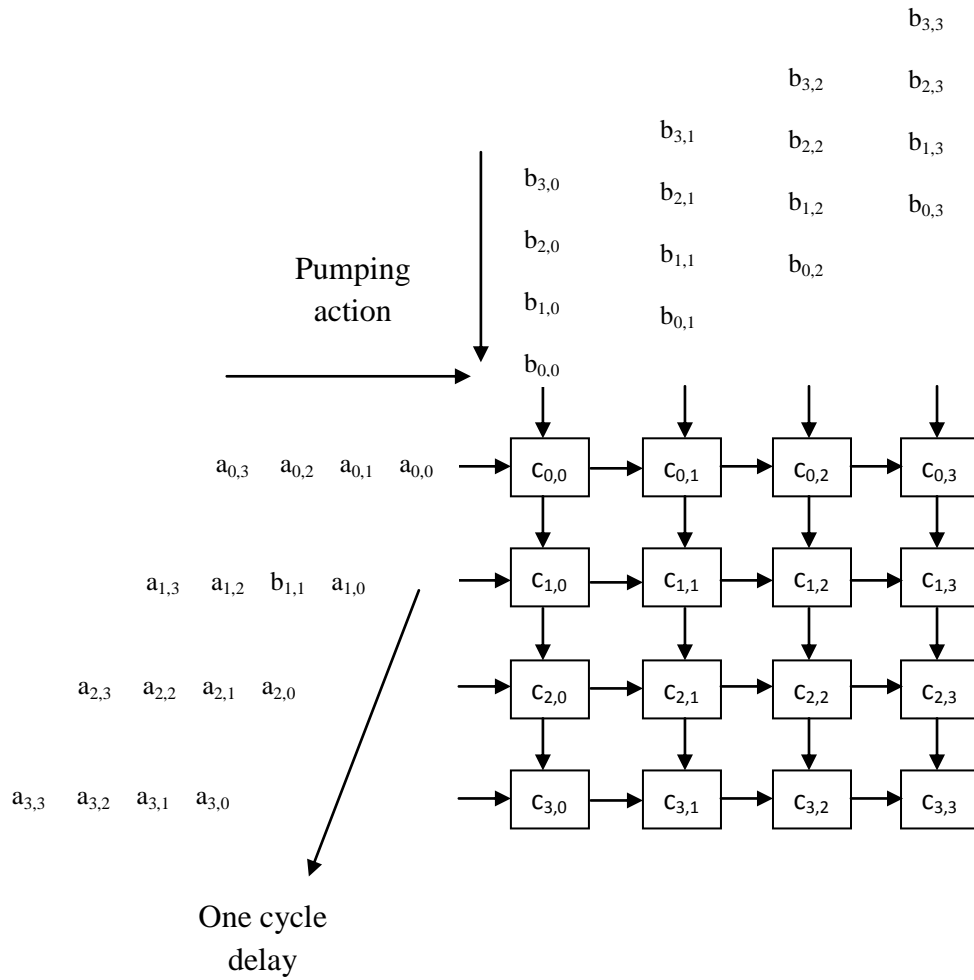 b3,3
b3,2 b2,3
b3,1 b2,2 b1,3
b3,0 b2,1 b1,2 b0,3
b2,0 b1,1 b0,2
b1,0 b0,1
b0,0
Pumping
action
a0,3 a0,2 a0,1 a0,0 c0,0 c0,1 c0,2 c0,3
a1,3 a1,2 b1,1 a1,0 c1,0 c1,1 c1,2 c1,3
a2,3 a2,2 a2,1 a2,0 c2,0 c2,1 c2,2 c2,3
a3,3 a3,2 a3,1 a3,0 c3,0 c3,1 c3,2 c3,3
One cycle
delay